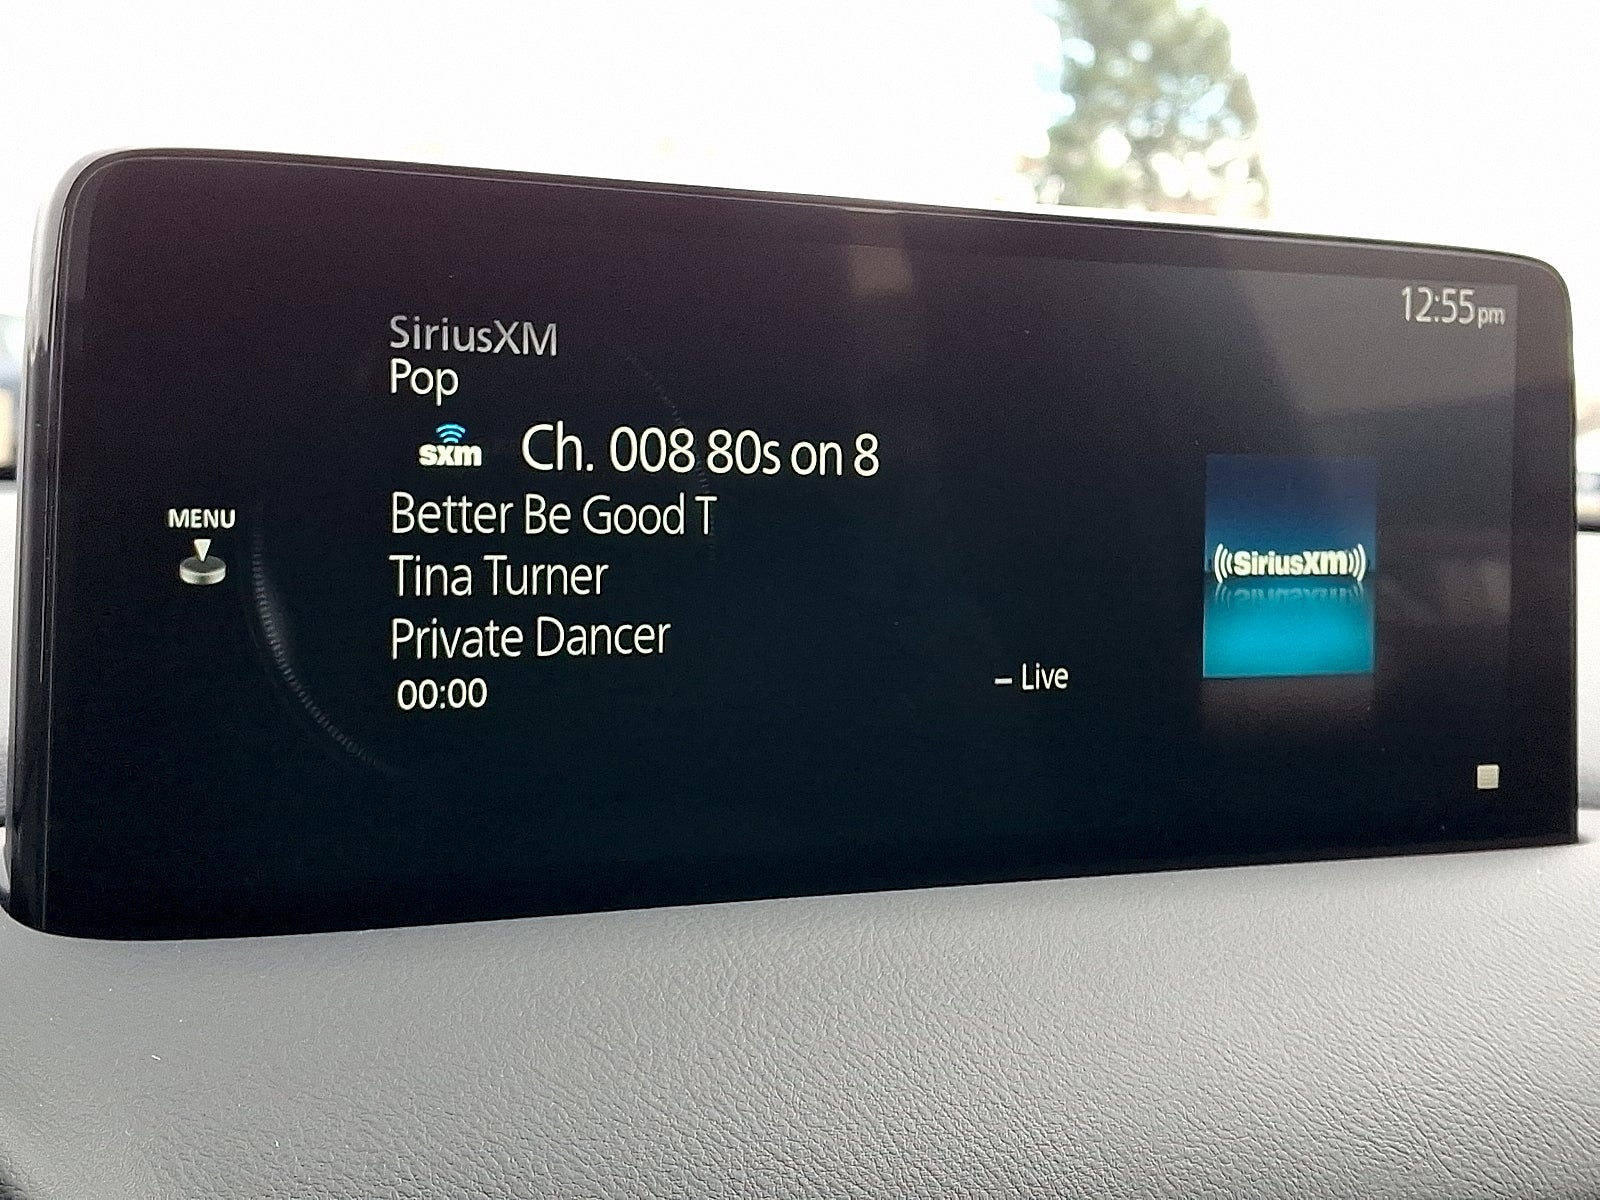 12:55pm
SiriusXM
Pop
sxm Ch. 008 80s on 8
MENU
Better Be Good T
Tina Turner
Private Dancer
00:00
– Live
((SiriusXM))